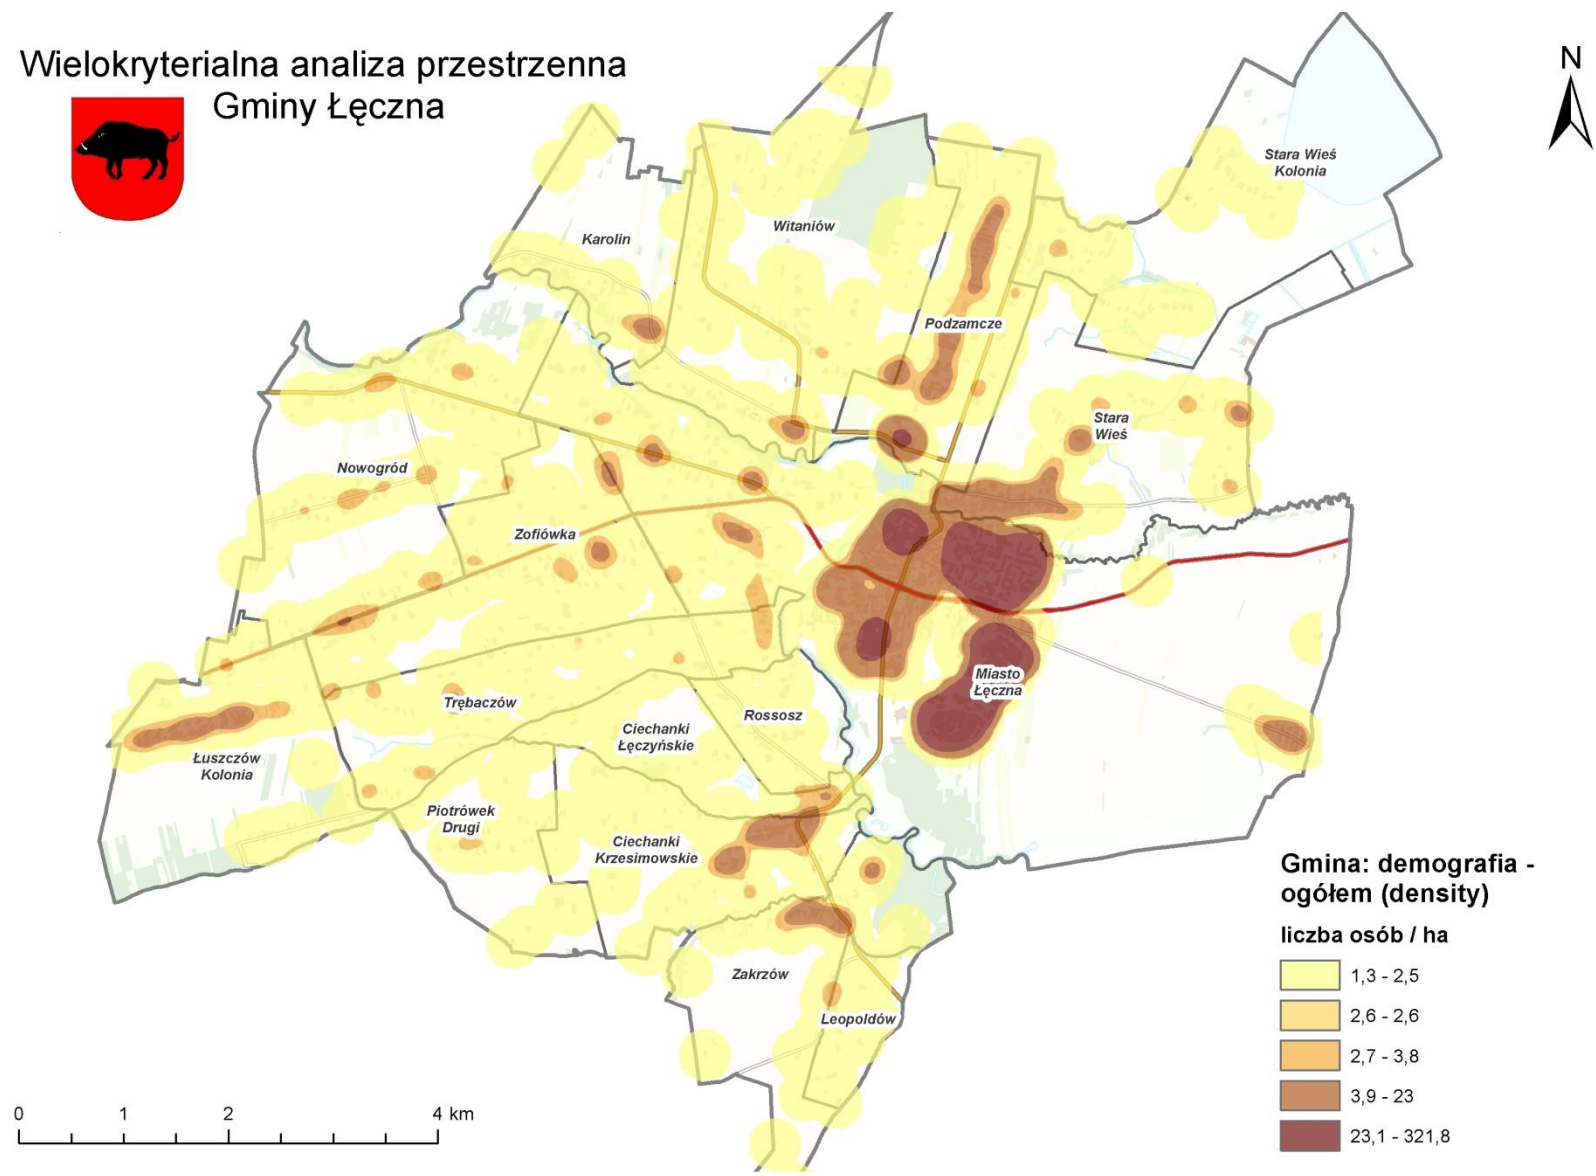 Wielokryterialna analiza przestrzenna
Gminy Łęczna
N
Stara Wieś
Kolonia
Karolin
Witaniów
Podzamcze
Stara
Wieś
Nowogród
Zofiówka
Miasto
Łęczna
Trębaczów
Rossosz
Ciechanki
Łęczyńskie
Łuszczów
Kolonia
Piotrówek
Drugi
Ciechanki
Krzesimowskie
Zakrzów
Leopoldów
Gmina: demografia -
ogółem (density)
liczba osób / ha
1,3 - 2,5
2,6 - 2,6
2,7 - 3,8
3,9 - 23
23,1 - 321,8
0 1 2 4 km